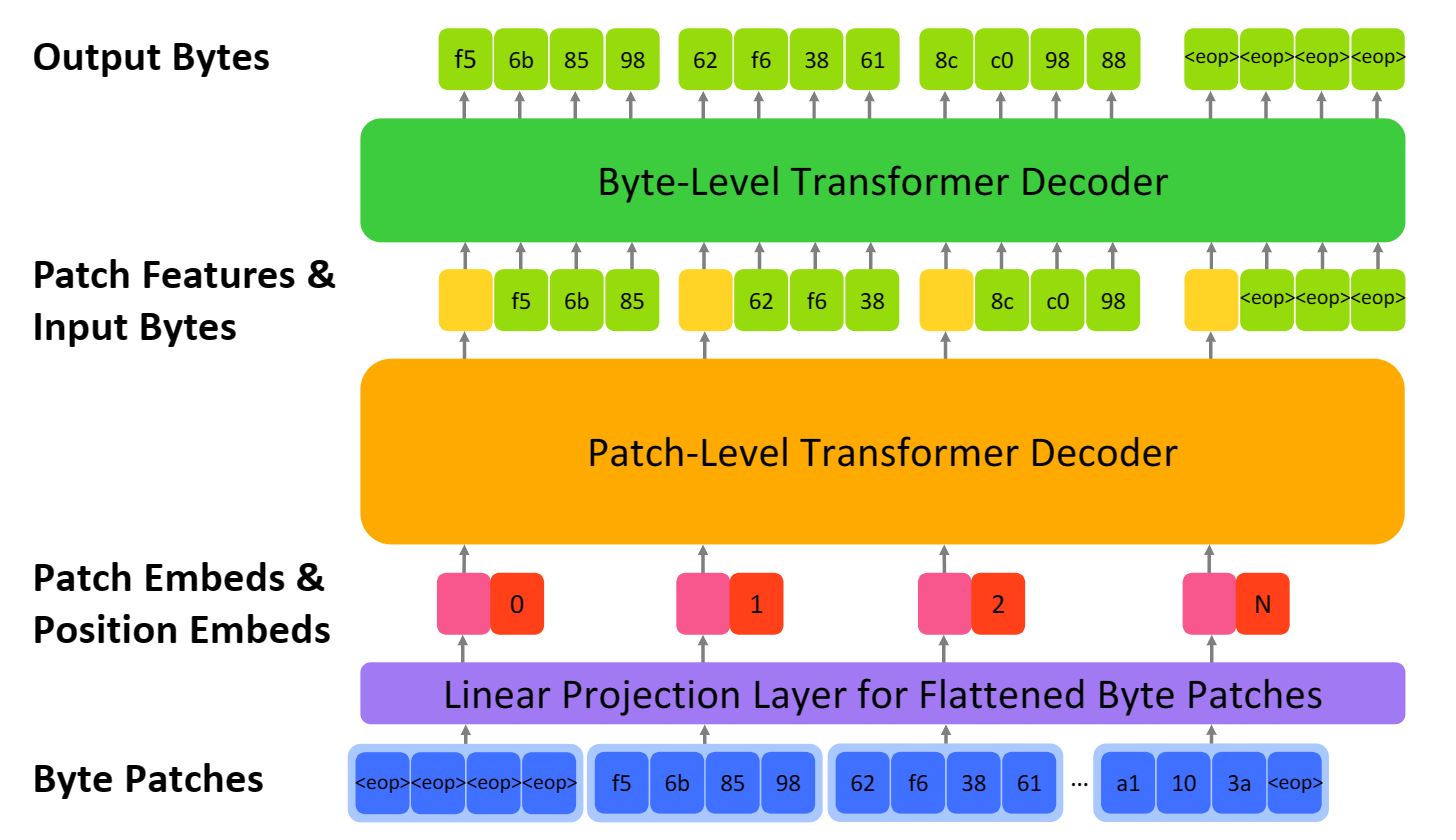 Output Bytes
f5 6b 85 98 62 f6 38 61 8c c0 98 88 <eop> <eop> <eop> <eop>
Byte-Level Transformer Decoder
Patch Features &
Input Bytes
f5 6b 85 62 f6 38 8c c0 98 <eop> <eop> <eop>
Patch-Level Transformer Decoder
Patch Embeds &
Position Embeds
0 1 2 N
Linear Projection Layer for Flattened Byte Patches
Byte Patches
<eop> <eop> <eop> <eop> f5 6b 85 98 62 f6 38 61 ... a1 10 3a <eop>